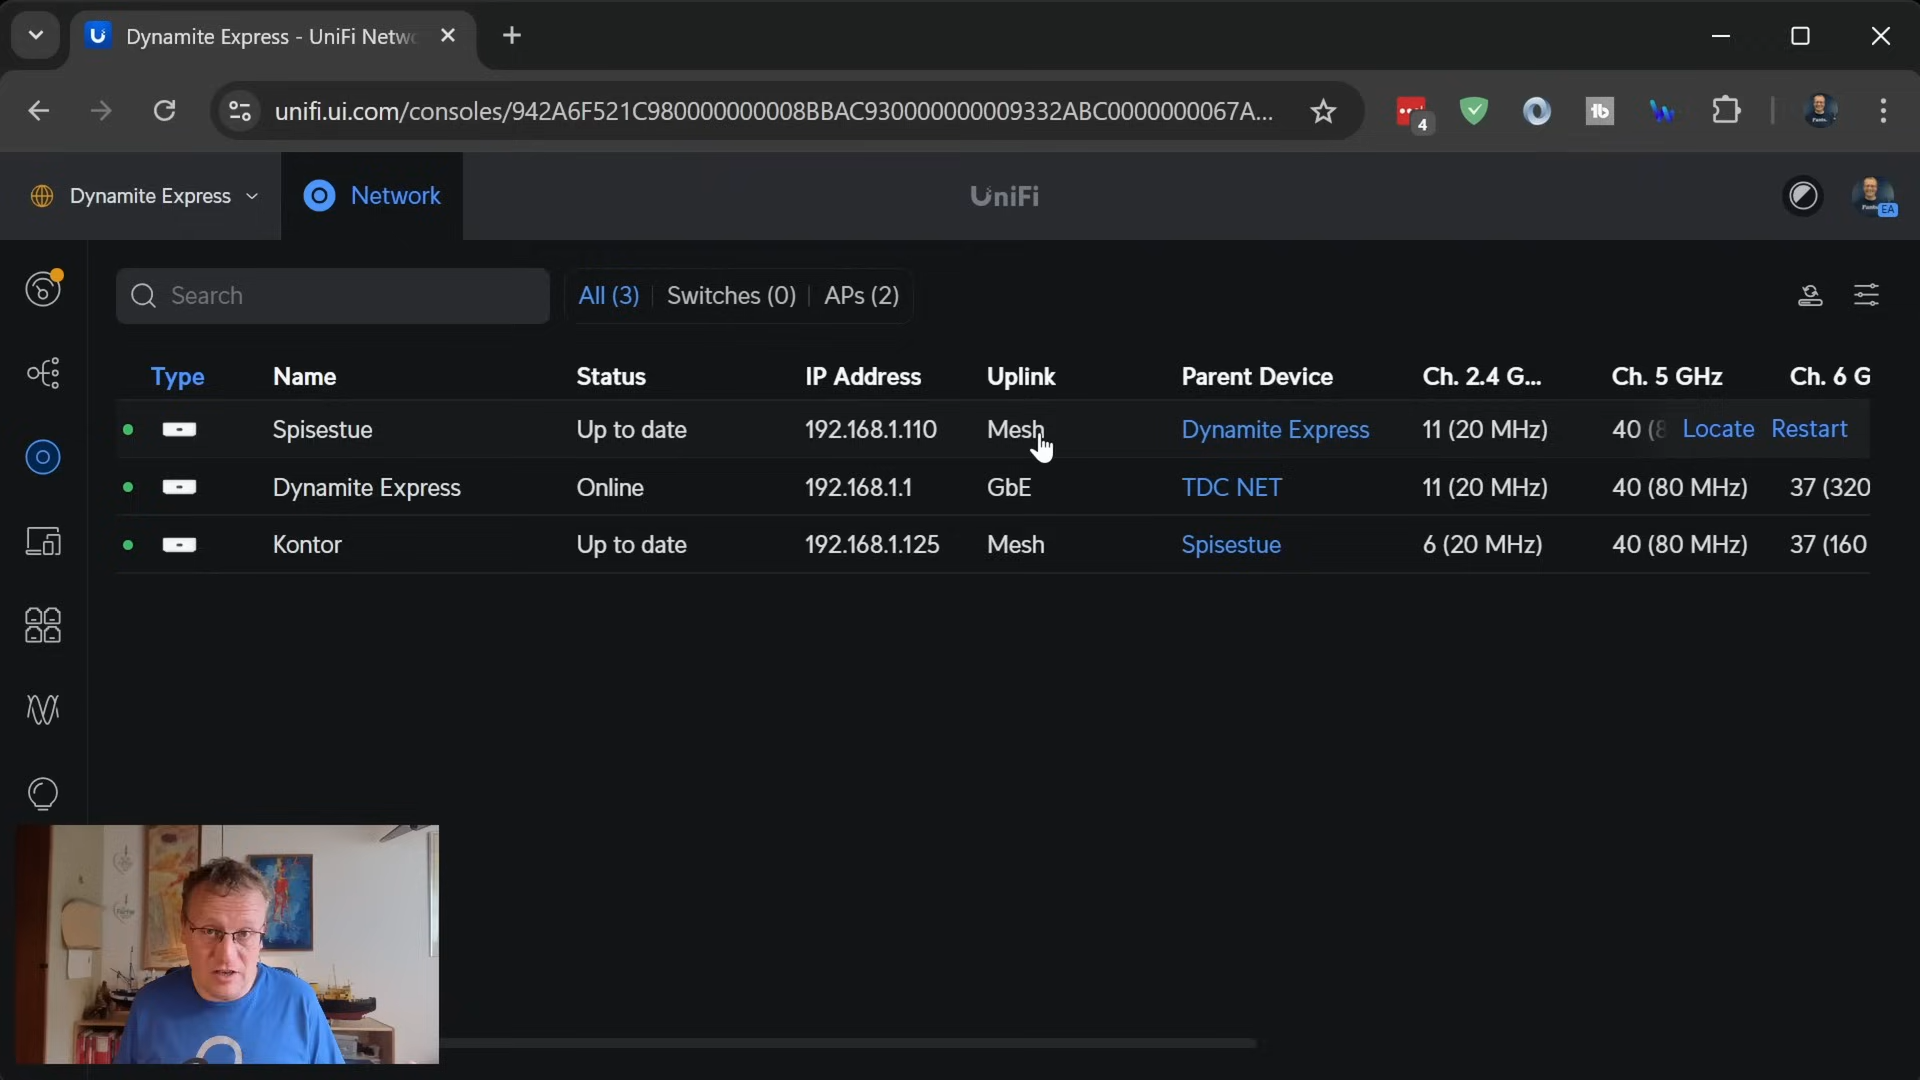 Dynamite Express - UniFi Netwo
unifi.ui.com/consoles/942A6F521C980000000008BBAC930000000009332ABC0000000067A...
4
Dynamite Express
Network
UniFi
EA
Search
All (3)
Switches (0)
APs (2)
Type Name Status IP Address Uplink Parent Device Ch. 2.4 G... Ch. 5 GHz Ch. 6 G
Spisestue Up to date 192.168.1.110 Mesh Dynamite Express 11 (20 MHz) 40 (8 Locate Restart
Dynamite Express Online 192.168.1.1 GbE TDC NET 11 (20 MHz) 40 (80 MHz) 37 (320
Kontor Up to date 192.168.1.125 Mesh Spisestue 6 (20 MHz) 40 (80 MHz) 37 (160